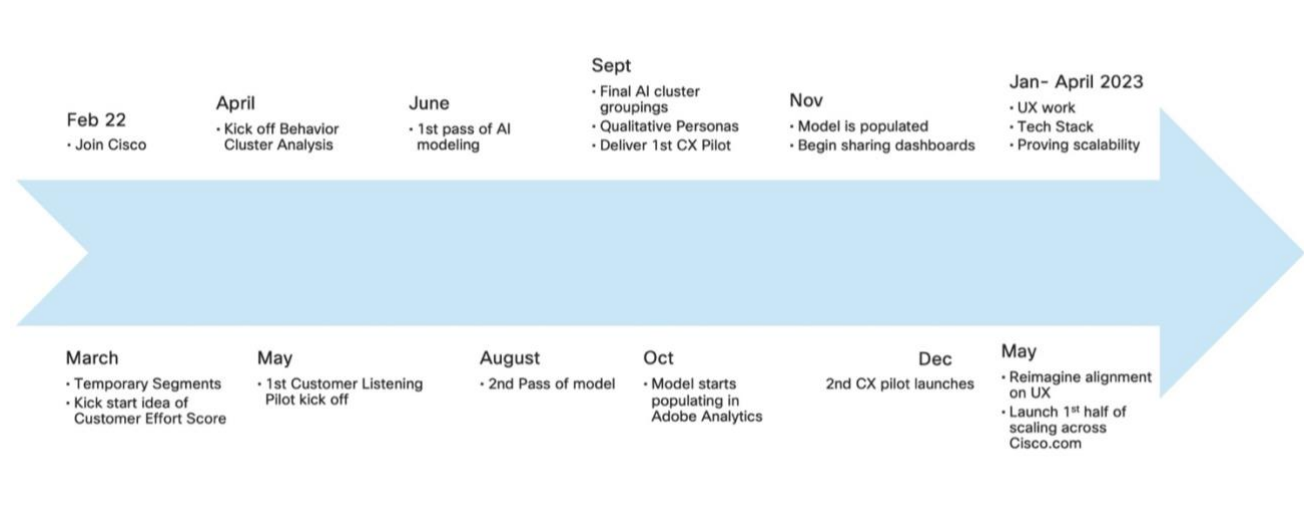 Feb 22
• Join Cisco
April
• Kick off Behavior
Cluster Analysis
June
• 1st pass of AI
modeling
Sept
• Final AI cluster
groupings
• Qualitative Personas
• Deliver 1st CX Pilot
Nov
• Model is populated
• Begin sharing dashboards
Jan- April 2023
• UX work
• Tech Stack
• Proving scalability
March
• Temporary Segments
• Kick start idea of
Customer Effort Score
May
• 1st Customer Listening
Pilot kick off
August
• 2nd Pass of model
Oct
• Model starts
populating in
Adobe Analytics
Dec
2nd CX pilot launches
May
• Reimagine alignment
on UX
• Launch 1st half of
scaling across
Cisco.com